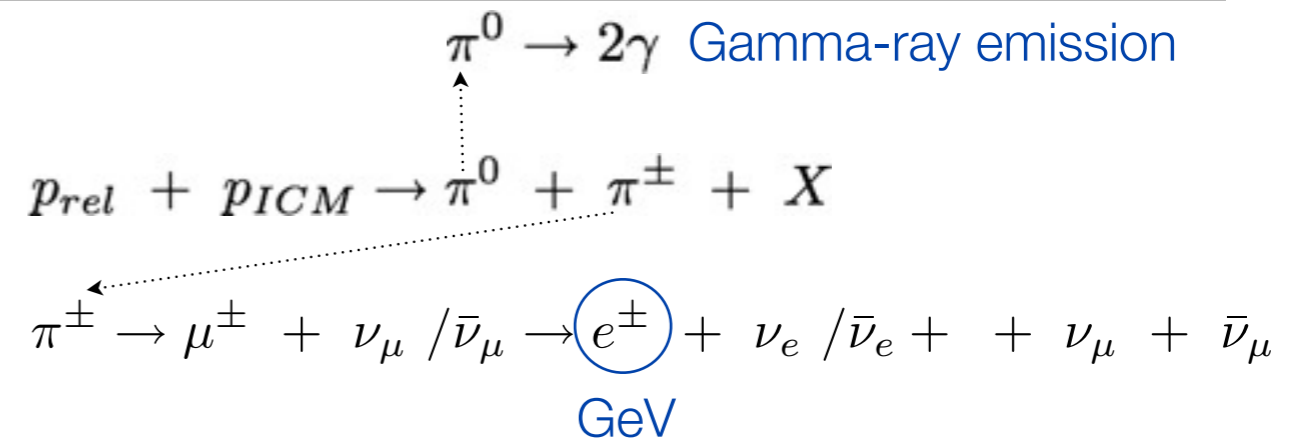 π⁰ → 2γ Gamma-ray emission
p_rel + p_ICM → π⁰ + π^± + X
π^± → μ^± + ν_μ /ν̄_μ → e^± + ν_e /ν̄_e + + ν_μ + ν̄_μ
GeV